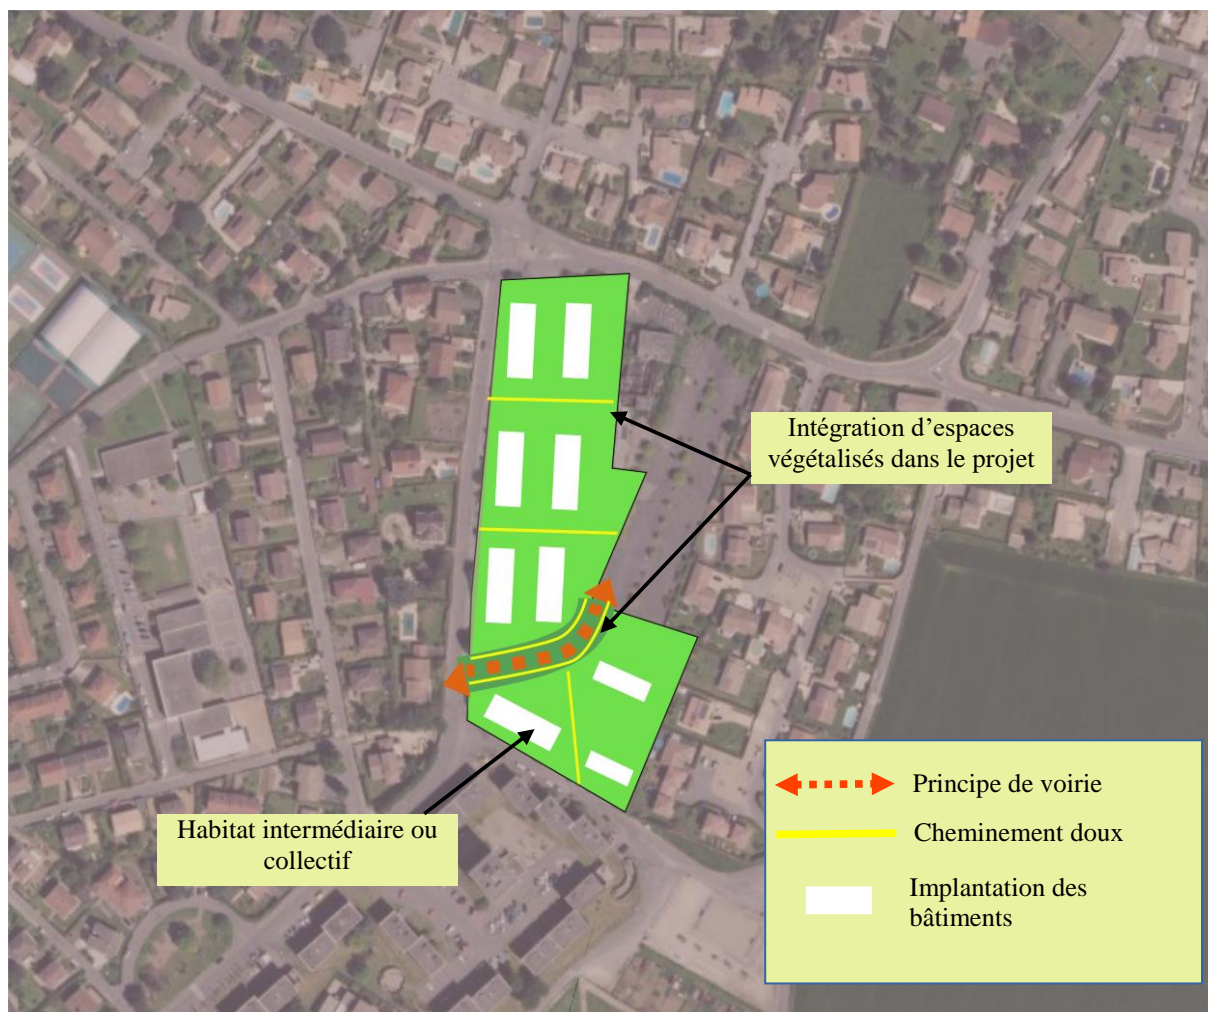 Intégration d’espaces
végétalisés dans le projet
Habitat intermédiaire ou
collectif
Principe de voirie
Cheminement doux
Implantation des
bâtiments